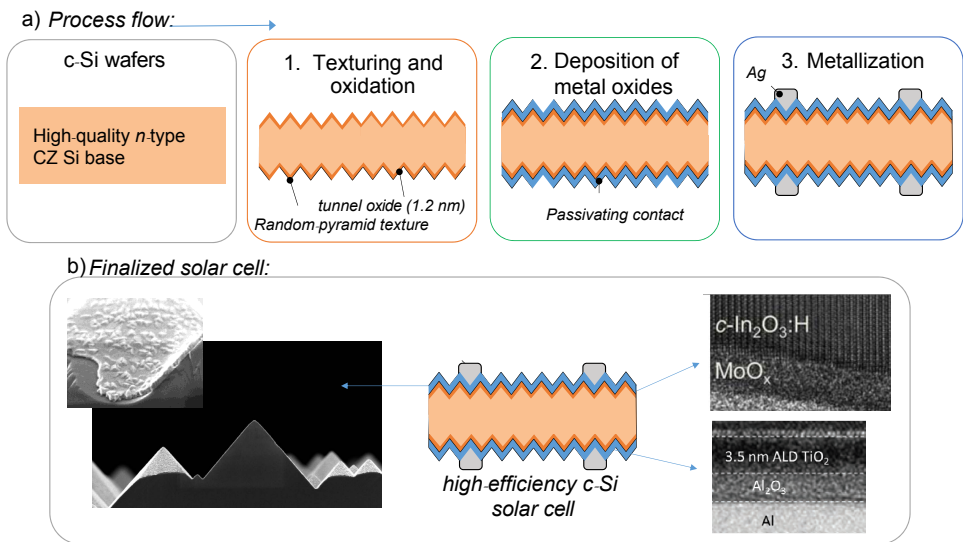 a) Process flow:
c-Si wafers
High-quality n-type
CZ Si base
1. Texturing and
oxidation
tunnel oxide (1.2 nm)
Random-pyramid texture
2. Deposition of
metal oxides
Passivating contact
3. Metallization
Ag
b) Finalized solar cell:
high-efficiency c-Si
solar cell
c-In₂O₃:H
MoOₓ
3.5 nm ALD TiO₂
Al₂O₃
Al